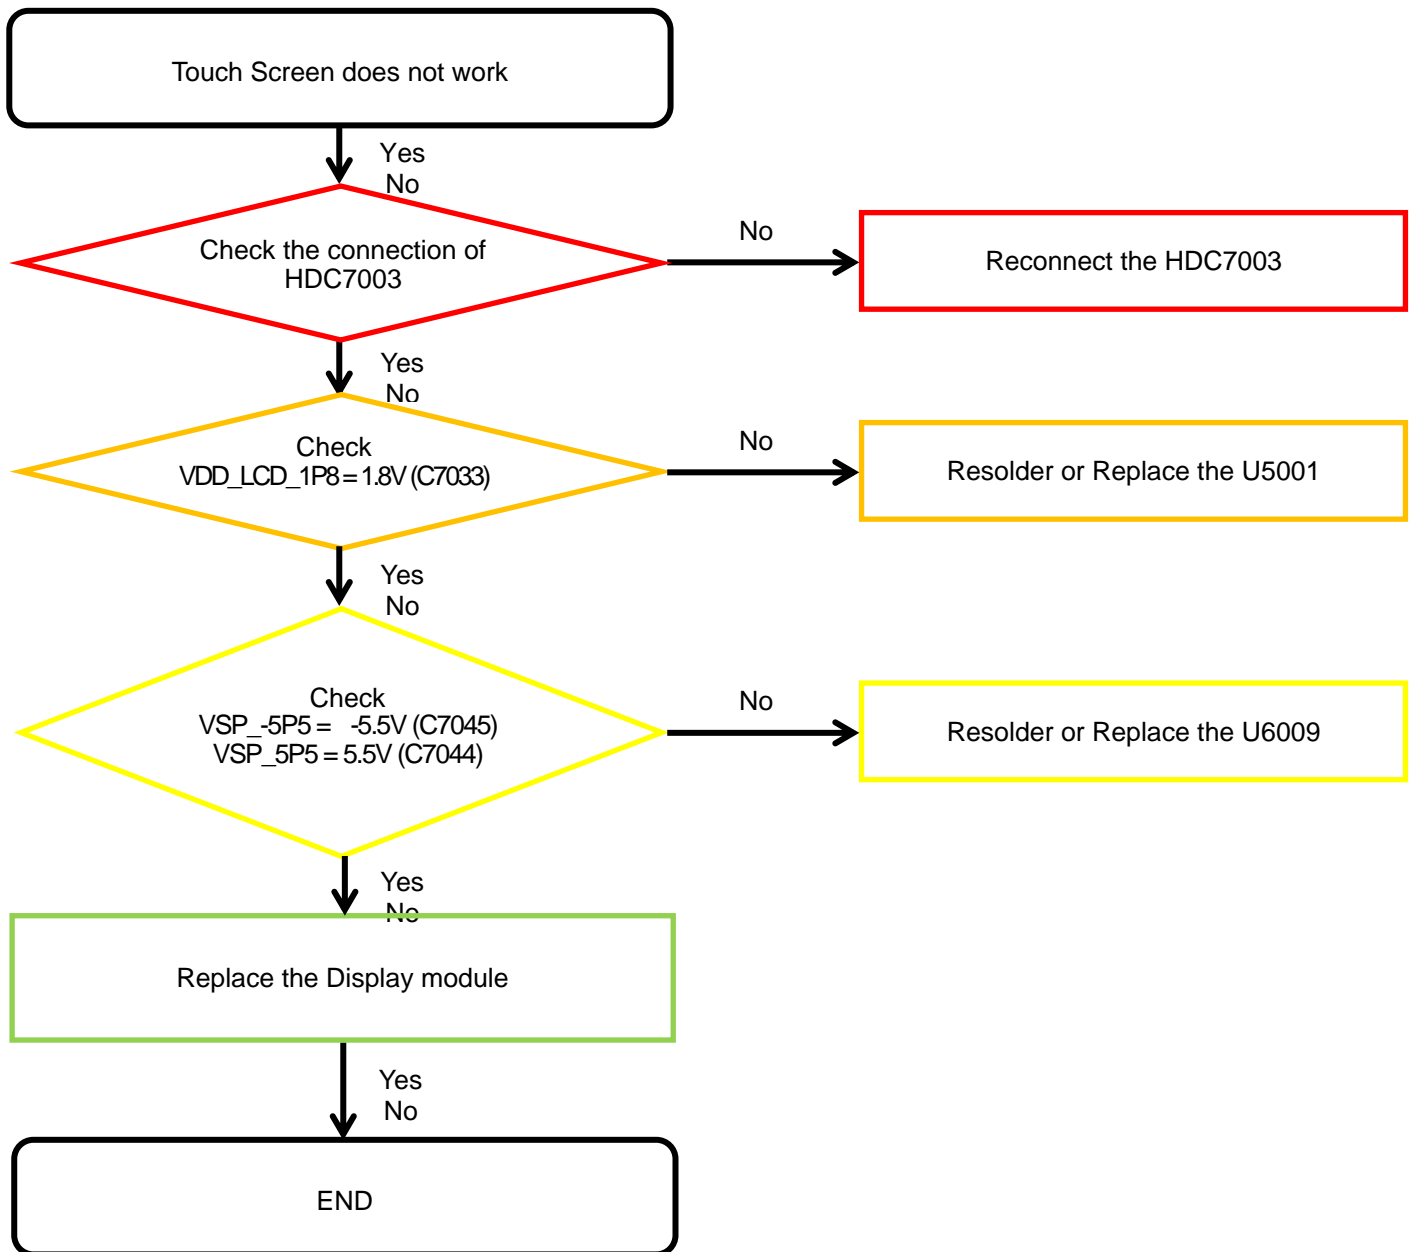 Touch Screen does not work
Yes
No
Check the connection of
HDC7003
No
Reconnect the HDC7003
Yes
No
Check
VDD_LCD_1P8 = 1.8V (C7033)
No
Resolder or Replace the U5001
Yes
No
Check
VSP_-5P5 = -5.5V (C7045)
VSP_5P5 = 5.5V (C7044)
No
Resolder or Replace the U6009
Yes
No
Replace the Display module
Yes
No
END